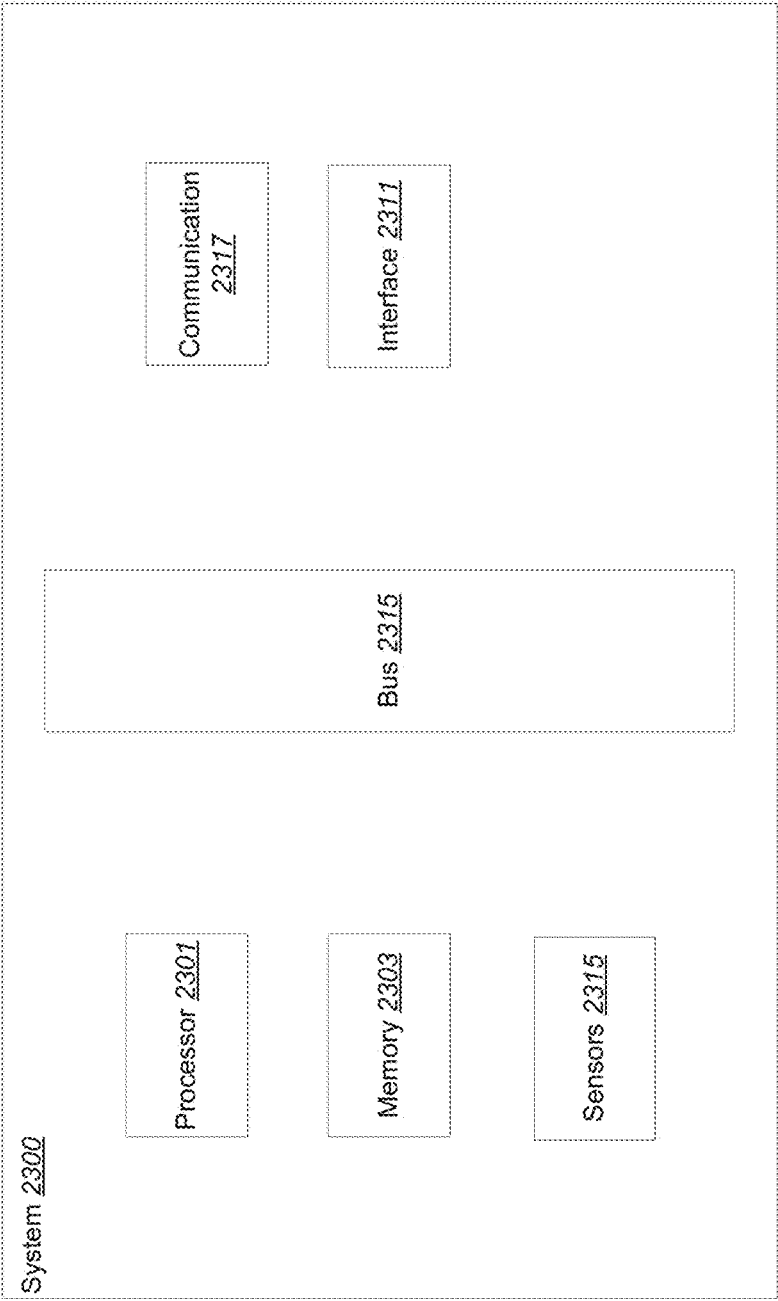 System 2300
Processor 2301
Memory 2303
Sensors 2315
Bus 2315
Communication
2317
Interface 2311